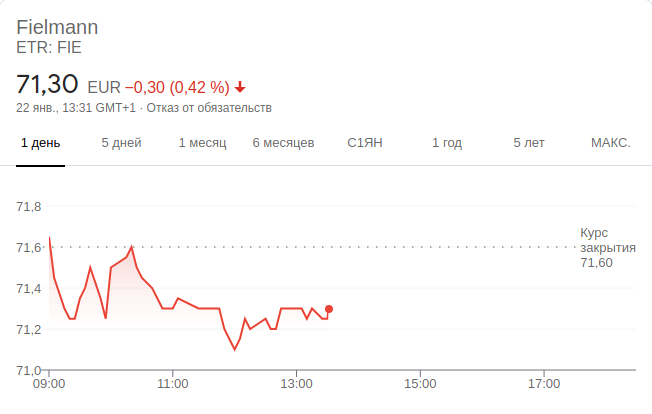 Fielmann
ETR: FIE
71,30 EUR −0,30 (0,42 %)
22 янв., 13:31 GMT+1 · Отказ от обязательств
1 день 5 дней 1 месяц 6 месяцев С1ЯН 1 год 5 лет МАКС.
71,8
Курс
закрытия
71,60
71,6
71,4
71,2
71,0
09:00 11:00 13:00 15:00 17:00